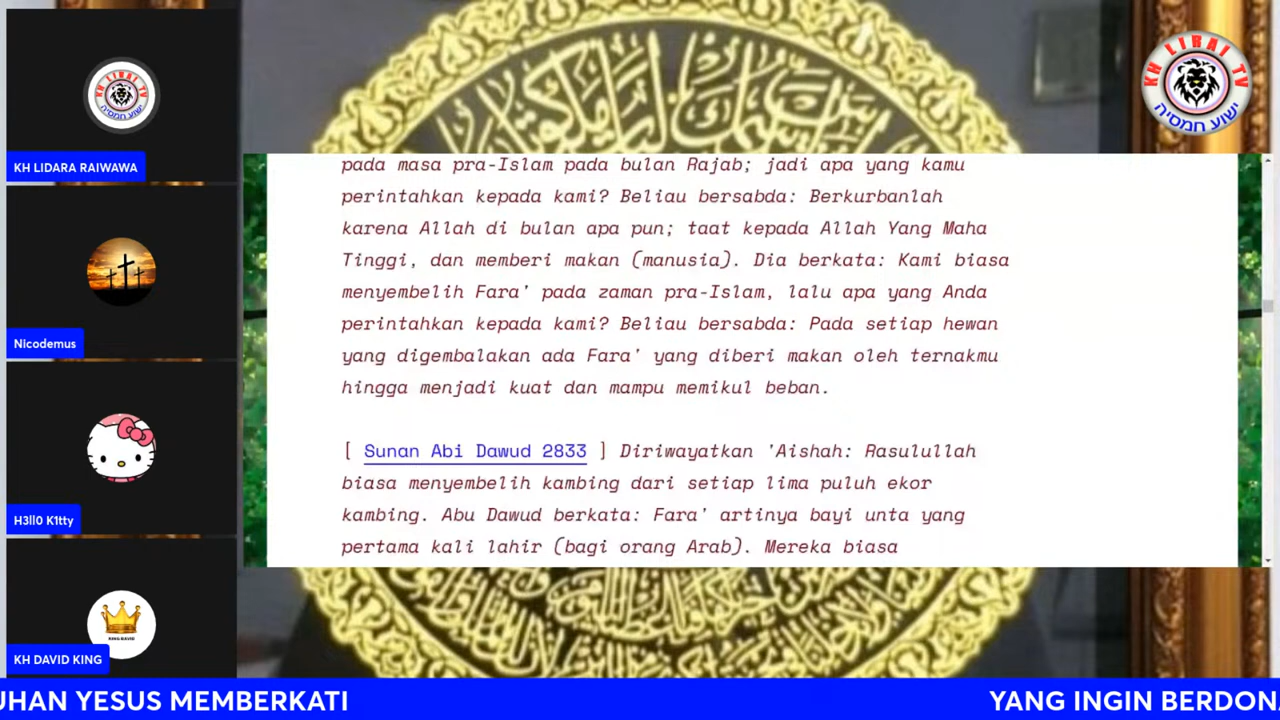 KH LIRAI TV
ישוע המסיה
KH LIDARA RAIWAWA
Nicodemus
H3ll0 K1tty
KING DAVID
KH DAVID KING
pada masa pra-Islam pada bulan Rajab; jadi apa yang kamu
perintahkan kepada kami? Beliau bersabda: Berkurbanlah
karena Allah di bulan apa pun; taat kepada Allah Yang Maha
Tinggi, dan memberi makan (manusia). Dia berkata: Kami biasa
menyembelih Fara' pada zaman pra-Islam, lalu apa yang Anda
perintahkan kepada kami? Beliau bersabda: Pada setiap hewan
yang digembalakan ada Fara' yang diberi makan oleh ternakmu
hingga menjadi kuat dan mampu memikul beban.
[ Sunan Abi Dawud 2833 ] Diriwayatkan 'Aishah: Rasulullah
biasa menyembelih kambing dari setiap lima puluh ekor
kambing. Abu Dawud berkata: Fara' artinya bayi unta yang
pertama kali lahir (bagi orang Arab). Mereka biasa
UHAN YESUS MEMBERKATI
YANG INGIN BERDON